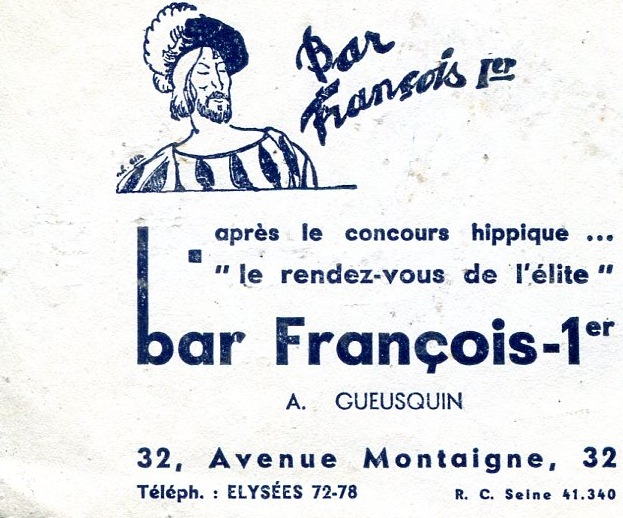 Bar
François Ier
après le concours hippique ...
" le rendez-vous de l'élite "
bar François-1er
A. GUEUSQUIN
32, Avenue Montaigne, 32
Téléph. : ELYSÉES 72-78
R. C. Seine 41.340